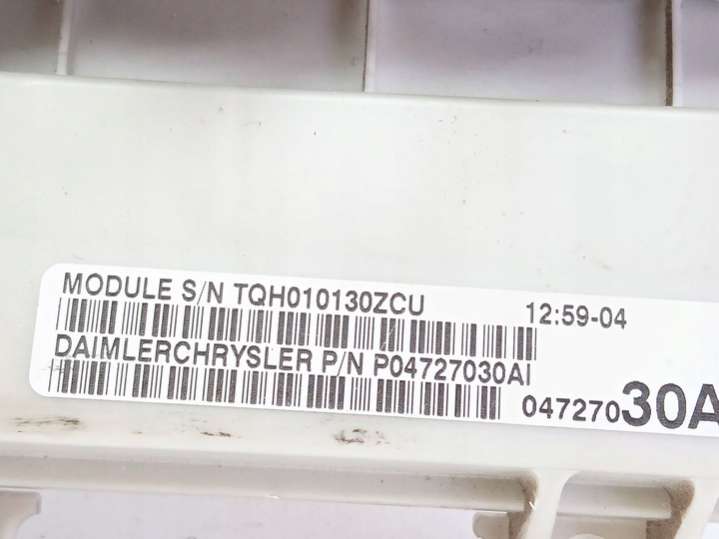 MODULE S/N TQH010130ZCU 12:59-04
DAIMLERCHRYSLER P/N P04727030AI
04727030A